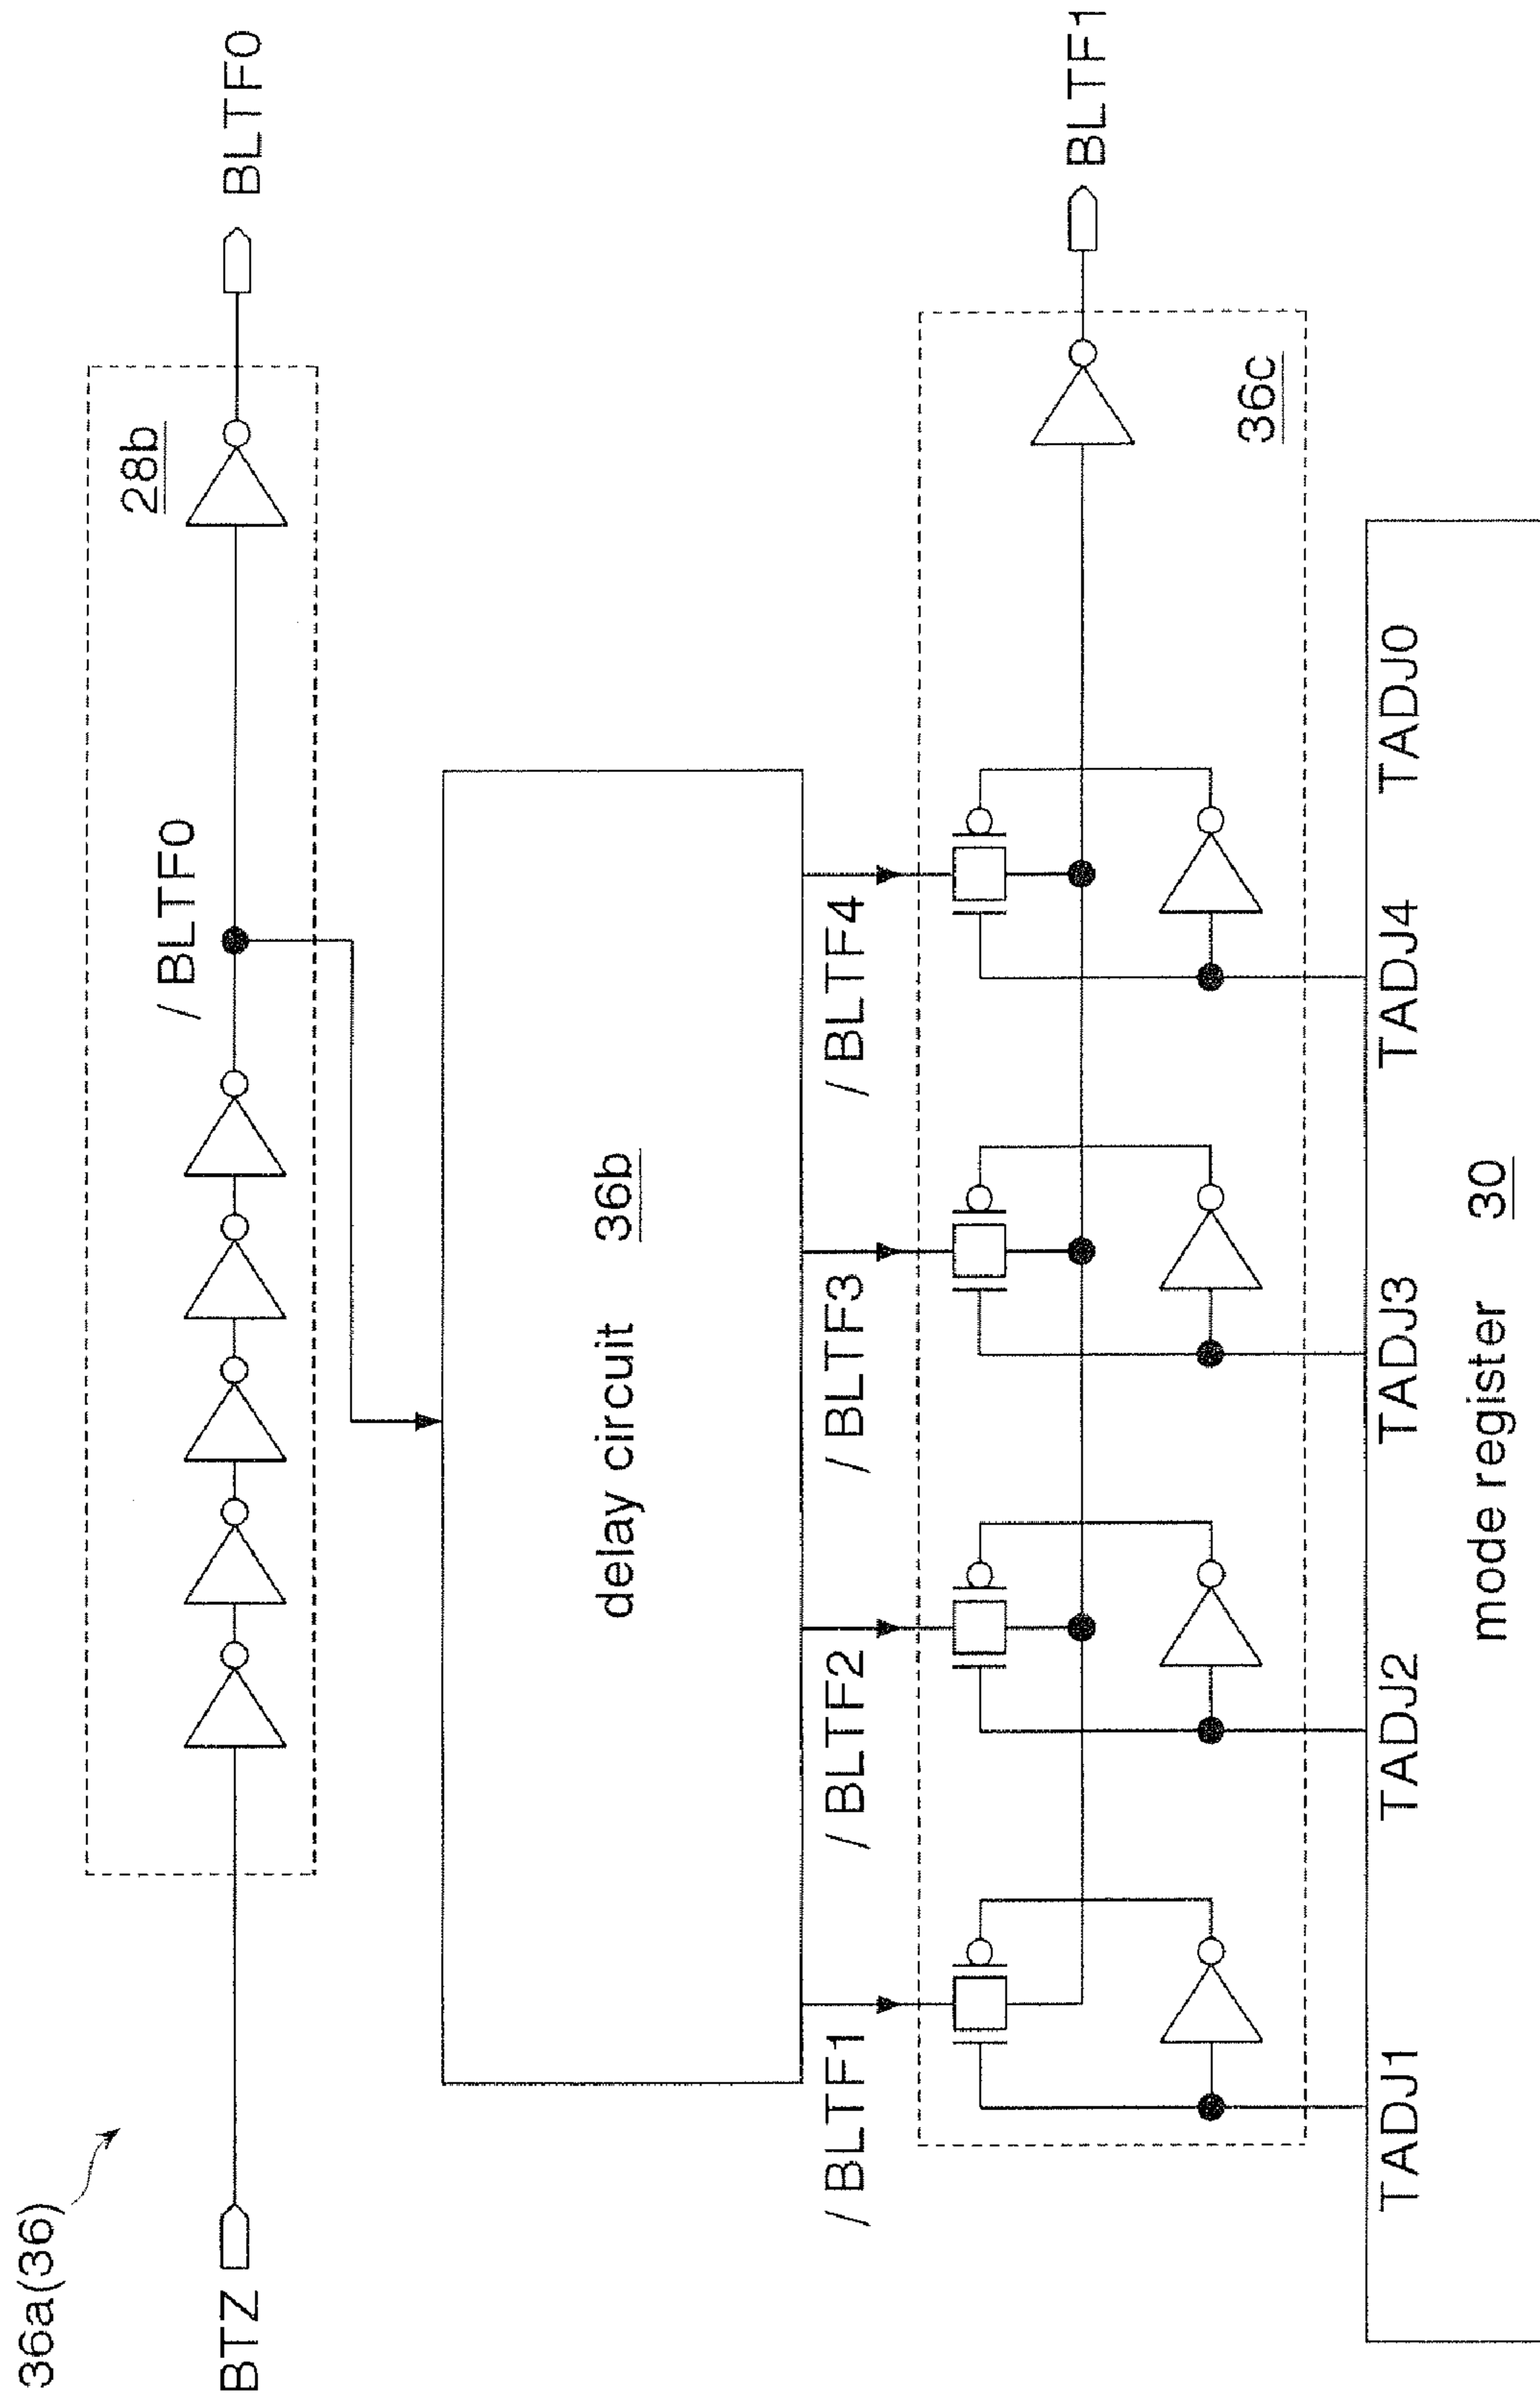 36a(36)
BTZ
/BLTF0
28b
BLTF0
delay circuit 36b
/BLTF1
/BLTF2
/BLTF3
/BLTF4
36c
BLTF1
TADJ1
TADJ2
TADJ3
TADJ4
TADJ0
mode register 30